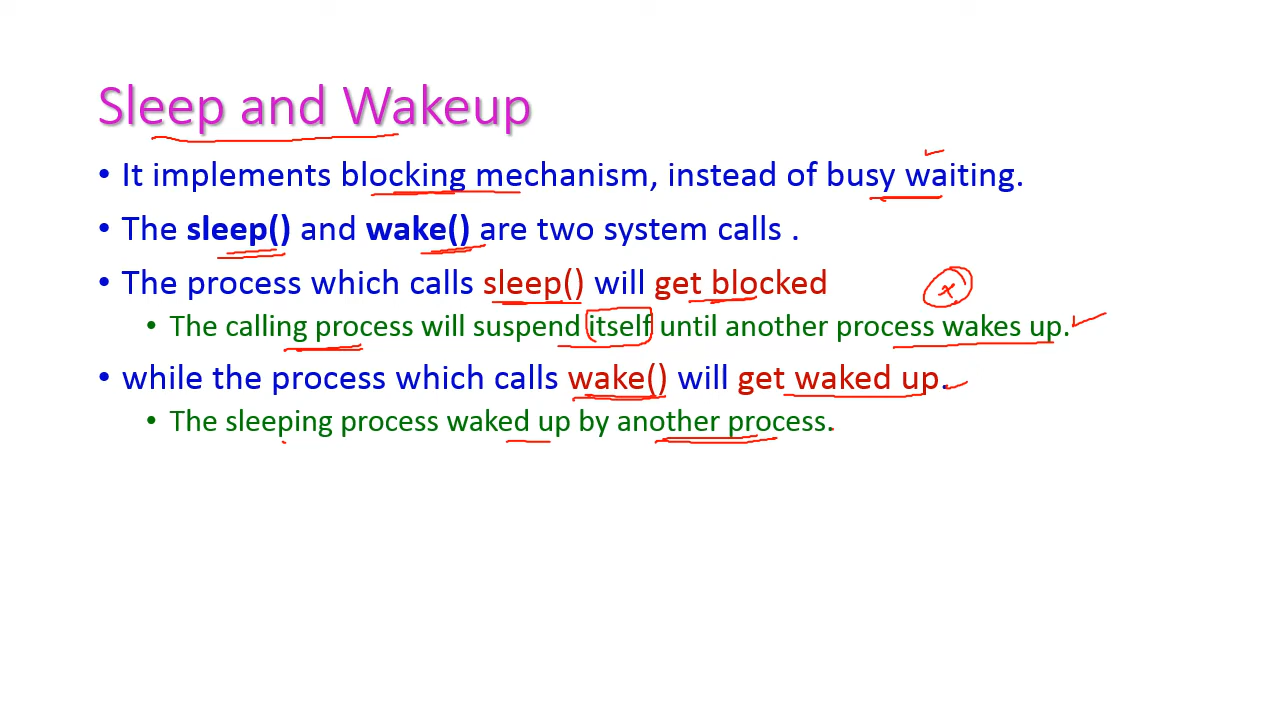 Sleep and Wakeup
• It implements blocking mechanism, instead of busy waiting.
• The sleep() and wake() are two system calls .
• The process which calls sleep() will get blocked
x
• The calling process will suspend itself until another process wakes up.
• while the process which calls wake() will get waked up.
• The sleeping process waked up by another process.